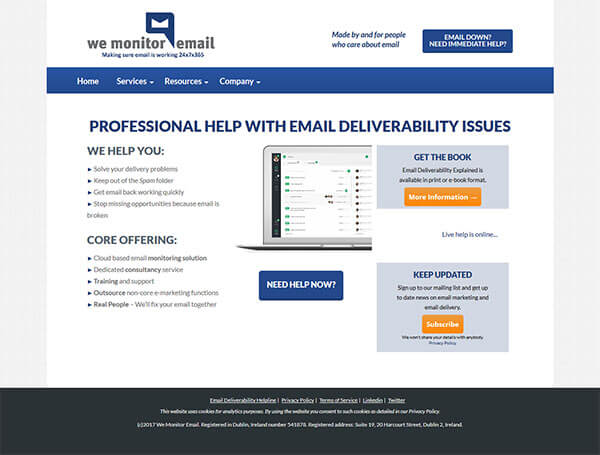 we monitor email
Making sure email is working 24x7x365
Made by and for people
who care about email
EMAIL DOWN?
NEED IMMEDIATE HELP?
Home Services Resources Company
PROFESSIONAL HELP WITH EMAIL DELIVERABILITY ISSUES
WE HELP YOU:
► Solve your delivery problems
► Keep out of the Spam folder
► Get email back working quickly
► Stop missing opportunities because email is
broken
CORE OFFERING:
► Cloud based email monitoring solution
► Dedicated consultancy service
► Training and support
► Outsource non-core e-marketing functions
► Real People – We'll fix your email together
NEED HELP NOW?
GET THE BOOK
Email Deliverability Explained is
available in print or e-book format.
More Information →
Live help is online...
KEEP UPDATED
Sign up to our mailing list and get up
to date news on email marketing and
email delivery.
Subscribe
We won't share your details with anybody.
Privacy Policy
Email Deliverability Helpline | Privacy Policy | Terms of Service | Linkedin | Twitter
This website uses cookies for analytics purposes. By using the website you consent to such cookies as detailed in our Privacy Policy.
(c)2017 We Monitor Email. Registered in Dublin, Ireland number 541878. Registered address: Suite 19, 20 Harcourt Street, Dublin 2, Ireland.